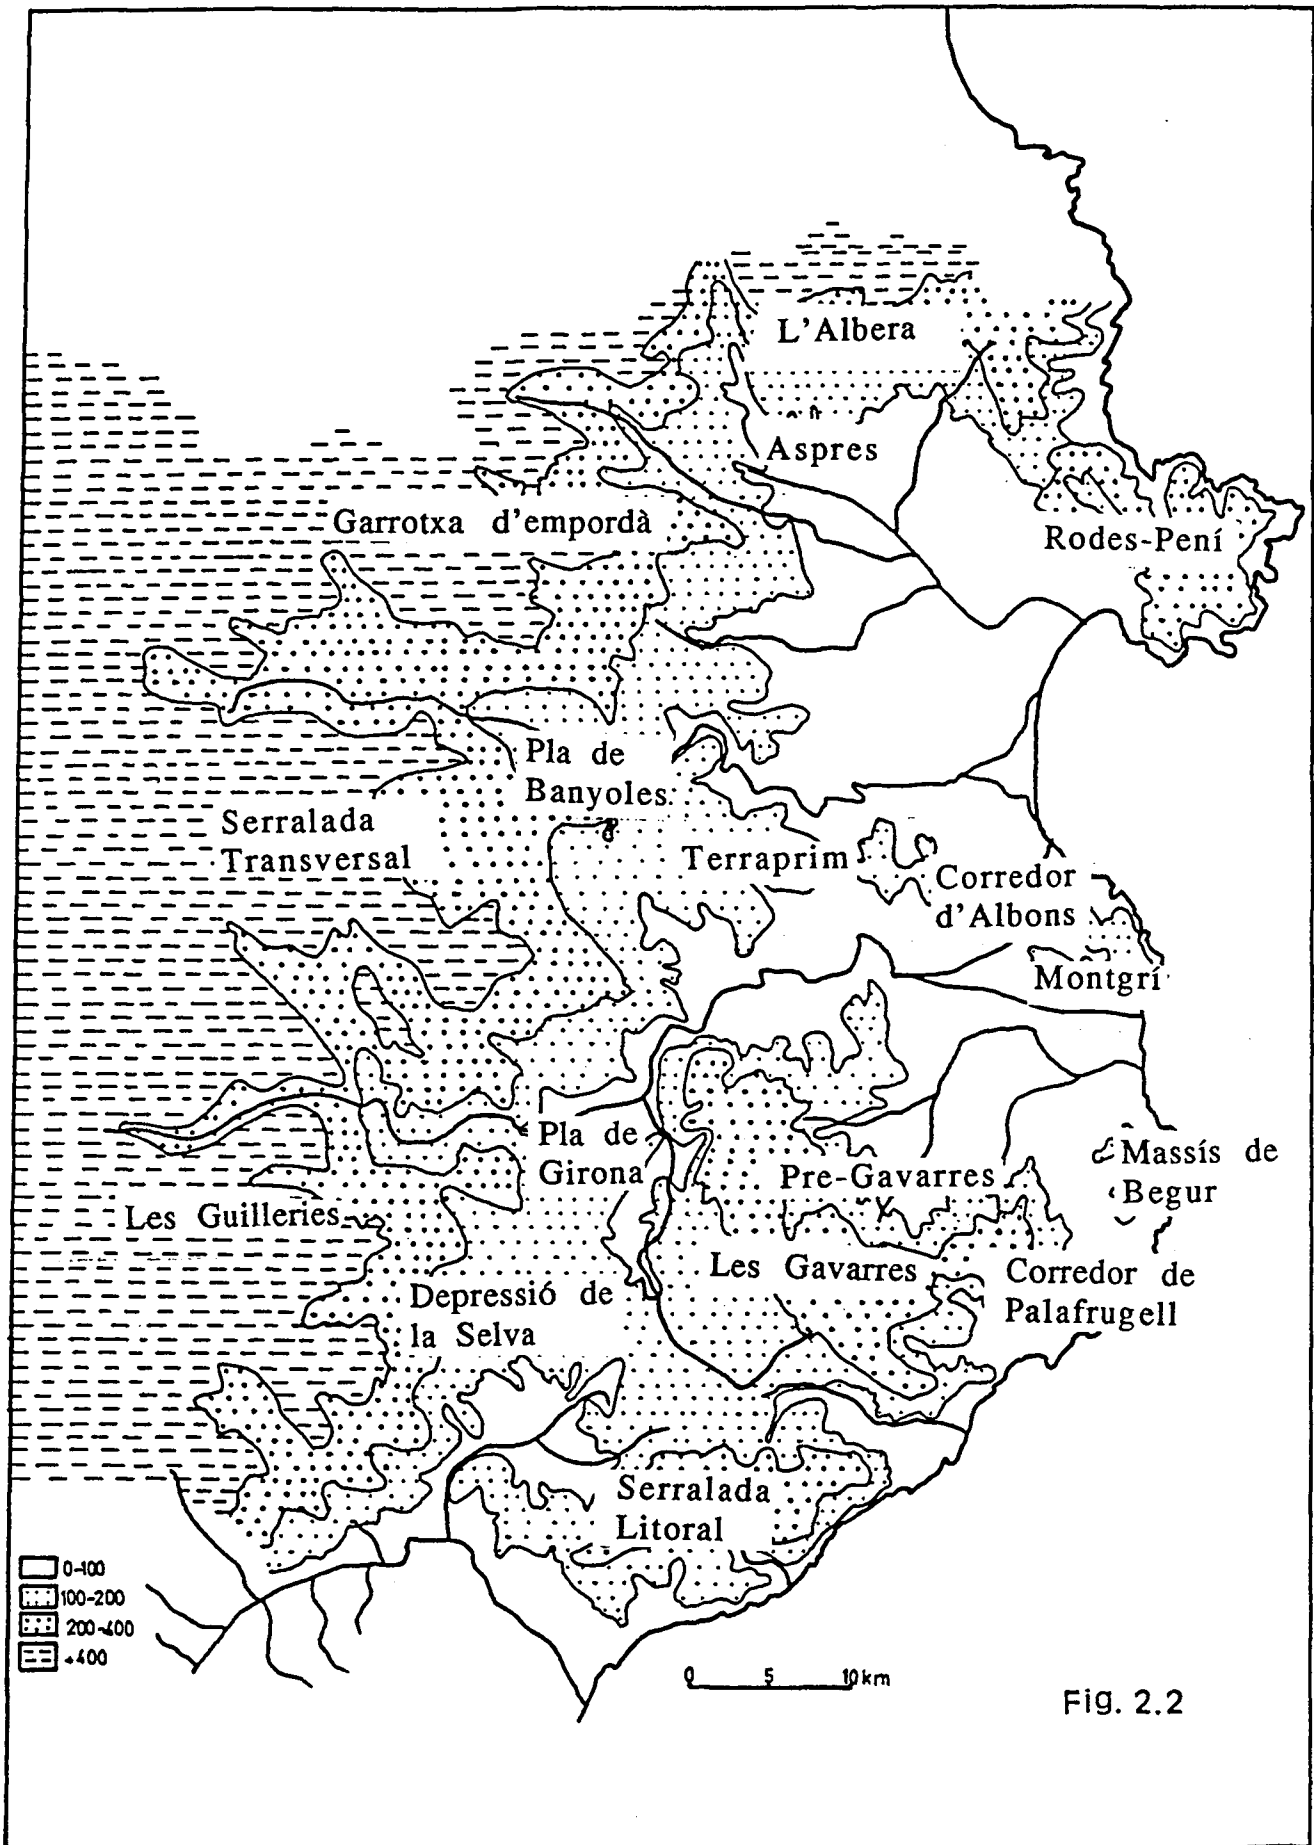 L'Albera
Aspres
Garrotxa d'empordà
Rodes-Pení
Pla de
Banyoles
Serralada
Transversal
Terraprim
Corredor
d'Albons
Montgrí
Pla de
Girona
Massís de
Begur
Pre-Gavarres
Les Guilleries
Les Gavarres
Corredor de
Palafrugell
Depressió de
la Selva
Serralada
Litoral
0-100
100-200
200-400
+400
0 5 10 km
Fig. 2.2